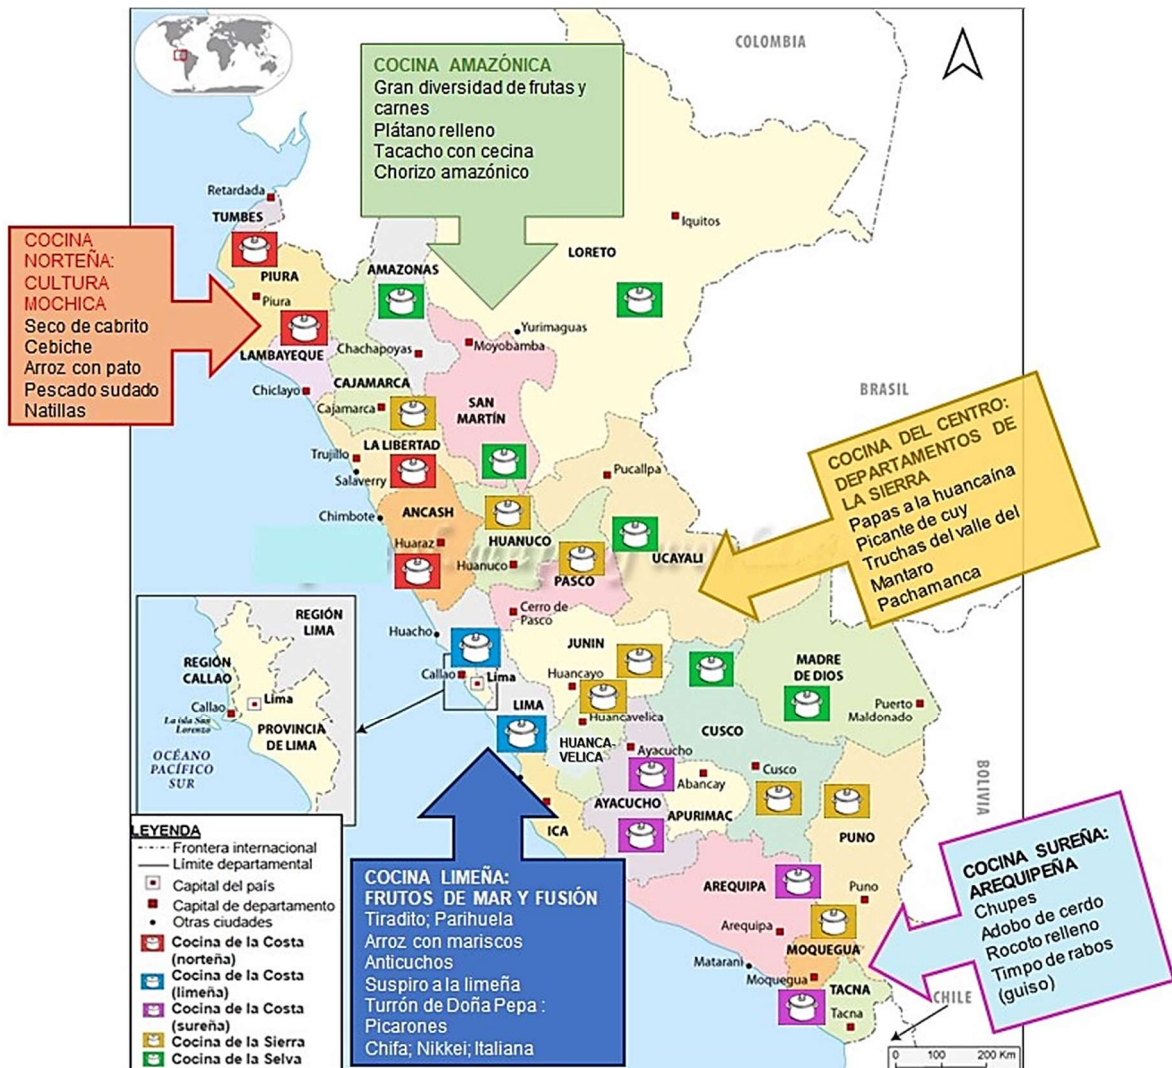 COLOMBIA
COCINA AMAZÓNICA
Gran diversidad de frutas y
carnes
Plátano relleno
Tacacho con cecina
Chorizo amazónico
Retardada
TUMBES
Iquitos
LORETO
COCINA
NORTEÑA:
CULTURA
MOCHICA
Seco de cabrito
Cebiche
Arroz con pato
Pescado sudado
Natillas
PIURA
Piura
AMAZONAS
Yurimaguas
Moyobamba
LAMBAYEQUE
Chachapoyas
Chiclayo
CAJAMARCA
Cajamarca
SAN
MARTÍN
BRASIL
LA LIBERTAD
Trujillo
Salaverry
Pucallpa
COCINA DEL CENTRO:
DEPARTAMENTOS DE
LA SIERRA
Papas a la huancaína
Picante de cuy
Truchas del valle del
Mantaro
Pachamanca
Chimbote
ANCASH
Huaraz
HUANUCO
Huanuco
UCAYALI
PASCO
Cerro de
Pasco
Huacho
JUNIN
Callao
Lima
Huancayo
MADRE
DE DIOS
Puerto
Maldonado
REGIÓN
LIMA
REGIÓN
CALLAO
Lima
Callao
La isla San
Lorenzo
PROVINCIA
DE LIMA
OCÉANO
PACÍFICO
SUR
LIMA
Huancavelica
HUANCA-
VELICA
Ayacucho
CUSCO
Cusco
Abancay
AYACUCHO
APURIMAC
ICA
PUNO
BOLIVIA
LEYENDA
Frontera internacional
Límite departamental
Capital del país
Capital de departamento
Otras ciudades
Cocina de la Costa
(norteña)
Cocina de la Costa
(limeña)
Cocina de la Costa
(sureña)
Cocina de la Sierra
Cocina de la Selva
COCINA LIMEÑA:
FRUTOS DE MAR Y FUSIÓN
Tiradito; Parihuela
Arroz con mariscos
Anticuchos
Suspiro a la limeña
Turrón de Doña Pepa :
Picarones
Chifa; Nikkei; Italiana
AREQUIPA
Puno
Arequipa
MOQUEGUA
Matarani
Moquegua
TACNA
Tacna
COCINA SUREÑA:
AREQUIPEÑA
Chupes
Adobo de cerdo
Rocoto relleno
Timpo de rabos
(guiso)
CHILE
0 100 200 Km